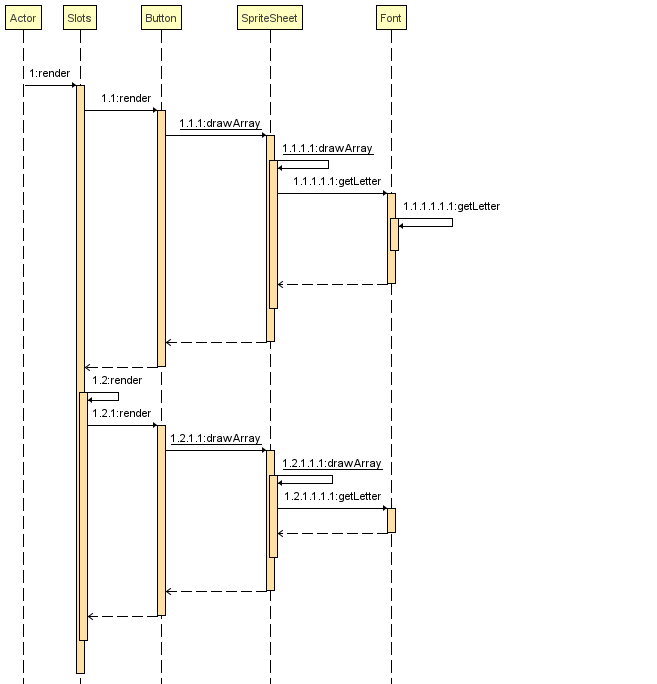 Actor Slots Button SpriteSheet Font
1:render
1.1:render
1.1.1:drawArray
1.1.1.1:drawArray
1.1.1.1.1:getLetter
1.1.1.1.1.1:getLetter
1.2:render
1.2.1:render
1.2.1.1:drawArray
1.2.1.1.1:drawArray
1.2.1.1.1.1:getLetter